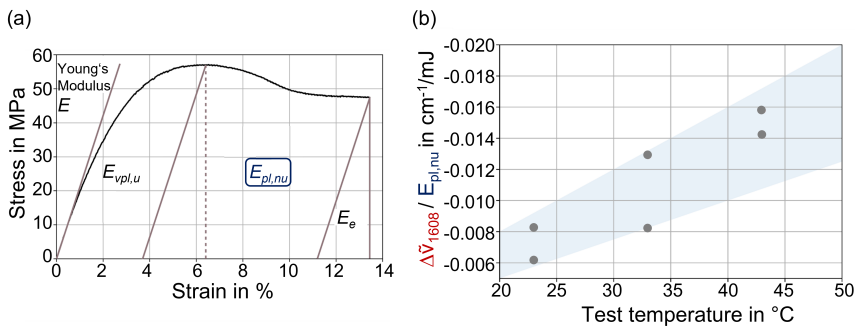 (a)
60
50
40
30
20
10
0
Stress in MPa
Young's
Modulus
E
E_vpl,u
E_pl,nu
E_e
0 2 4 6 8 10 12 14
Strain in %
(b)
-0.020
-0.018
-0.016
-0.014
-0.012
-0.010
-0.008
-0.006
Δṽ1608 / E_pl,nu in cm⁻¹/mJ
20 25 30 35 40 45 50
Test temperature in °C